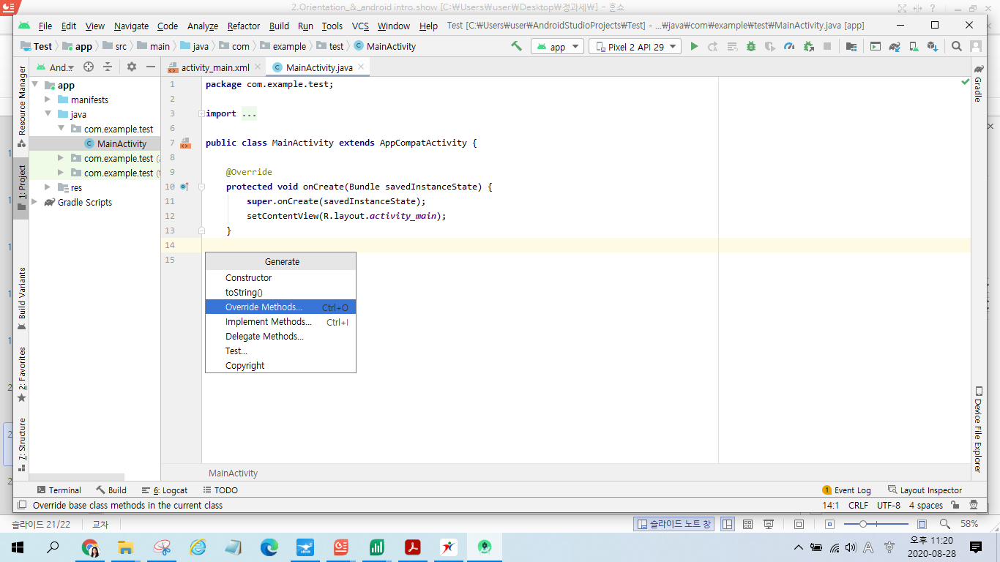 2.Orientation_&_android intro.show [C:₩Users₩user₩Desktop₩정과세₩] - 한쇼
File Edit View Navigate Code Analyze Refactor Build Run Tools VCS Window Help Test [C:₩Users₩user₩AndroidStudioProjects₩Test] - ...₩java₩com₩example₩test₩MainActivity.java [app]
Test app src main java com example test MainActivity app Pixel 2 API 29
And.. activity_main.xml MainActivity.java
Resource Manager
1: Project
Build Variants
2: Favorites
7: Structure
app
manifests
java
com.example.test
MainActivity
com.example.test
com.example.test
res
Gradle Scripts
1 package com.example.test;
2
3 import ...
6
7 public class MainActivity extends AppCompatActivity {
8
9 @Override
10 protected void onCreate(Bundle savedInstanceState) {
11 super.onCreate(savedInstanceState);
12 setContentView(R.layout.activity_main);
13 }
14
15
Generate
Constructor
toString()
Override Methods... Ctrl+O
Implement Methods... Ctrl+I
Delegate Methods...
Test...
Copyright
Gradle
Device File Explorer
MainActivity
Terminal Build 6: Logcat TODO 1 Event Log Layout Inspector
Override base class methods in the current class 14:1 CRLF UTF-8 4 spaces
슬라이드 21/22 교자 슬라이드 노트 창 58%
오후 11:20
2020-08-28